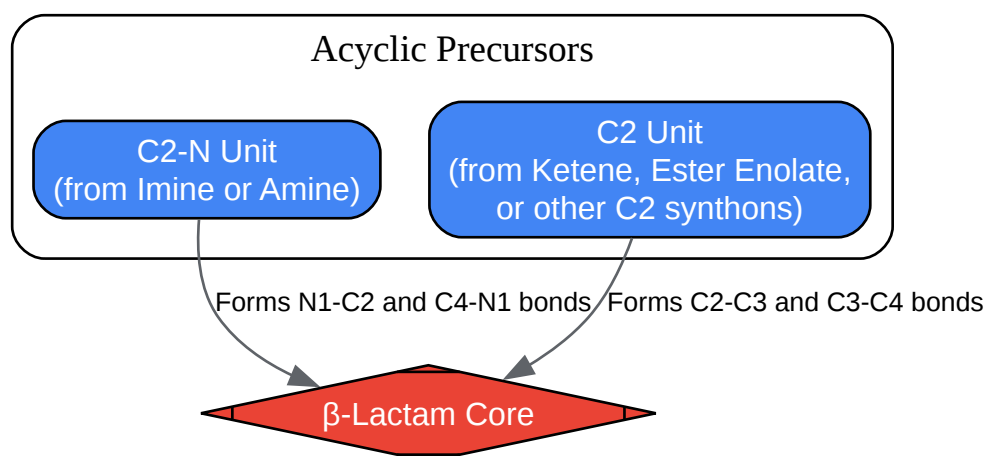 Acyclic Precursors
C2-N Unit
(from Imine or Amine)
C2 Unit
(from Ketene, Ester Enolate,
or other C2 synthons)
Forms N1-C2 and C4-N1 bonds
Forms C2-C3 and C3-C4 bonds
β-Lactam Core